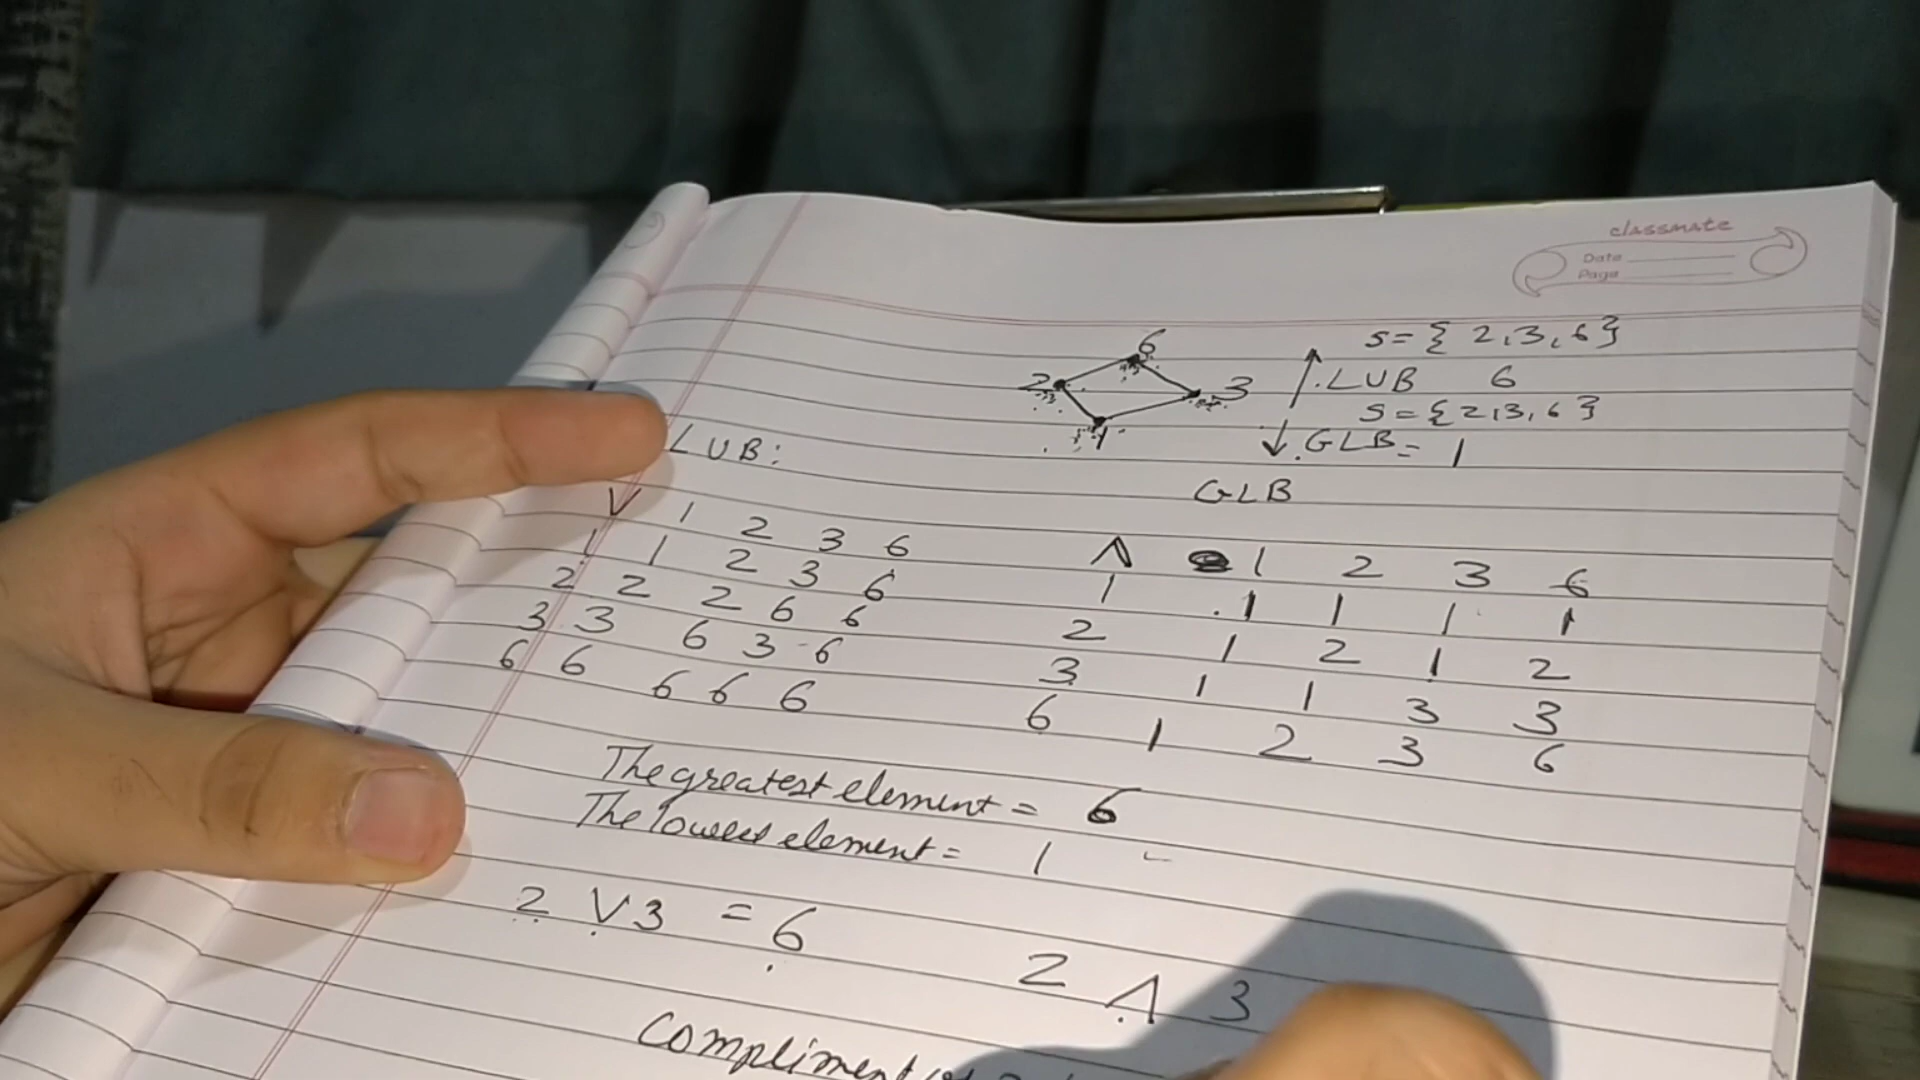 classmate
Date
Page
S = { 2, 3, 6 }
6
2 3
1
LUB 6
S = { 2, 3, 6 }
GLB = 1
LUB:
GLB
V 1 2 3 6
1 1 2 3 6
2 2 2 6 6
3 3 6 3 6
6 6 6 6 6
Λ 1 2 3 6
1 1 1 1 1
2 1 2 1 2
3 1 1 3 3
6 1 2 3 6
The greatest element = 6
The lowest element = 1
2 V 3 = 6
2 Λ 3
Compliment